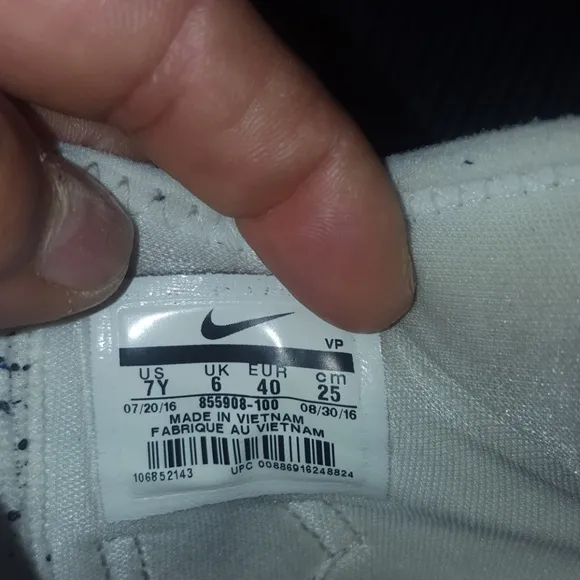 VP
US UK EUR cm
7Y 6 40 25
07/20/16 855908-100 08/30/16
MADE IN VIETNAM
FABRIQUE AU VIETNAM
106852143 UPC 00886916248824